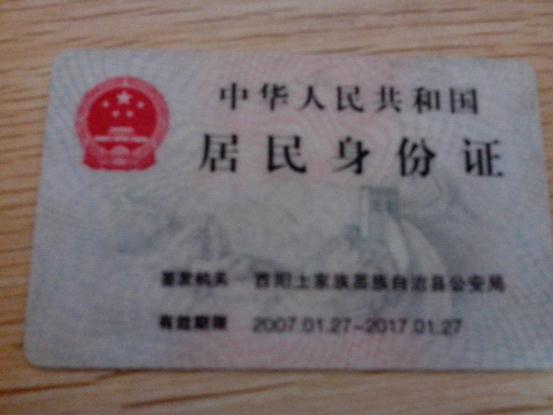 中华人民共和国
居民身份证
签发机关 酉阳土家族苗族自治县公安局
有效期限 2007.01.27-2017.01.27